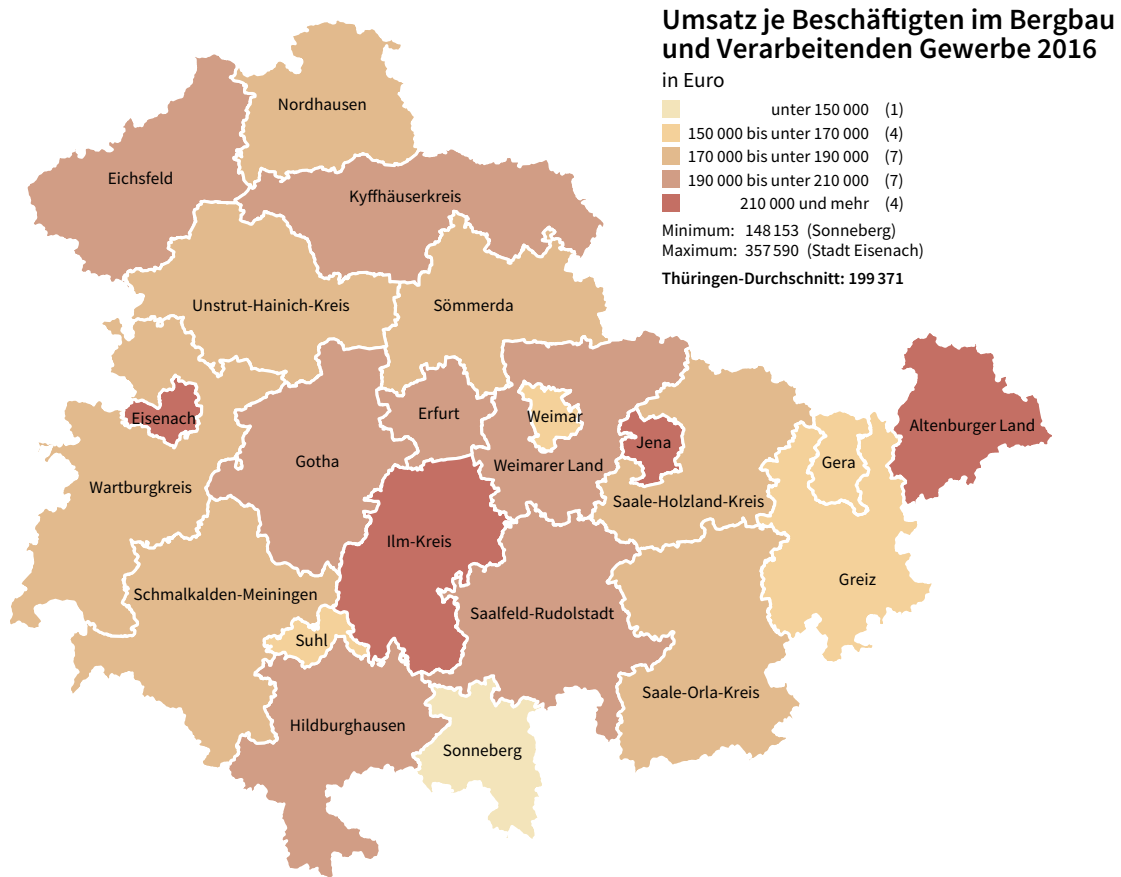 Umsatz je Beschäftigten im Bergbau
und Verarbeitenden Gewerbe 2016
in Euro
unter 150 000 (1)
150 000 bis unter 170 000 (4)
170 000 bis unter 190 000 (7)
190 000 bis unter 210 000 (7)
210 000 und mehr (4)
Minimum: 148 153 (Sonneberg)
Maximum: 357 590 (Stadt Eisenach)
Thüringen-Durchschnitt: 199 371
Nordhausen
Eichsfeld
Kyffhäuserkreis
Unstrut-Hainich-Kreis
Sömmerda
Eisenach
Erfurt
Weimar
Altenburger Land
Jena
Gotha
Weimarer Land
Gera
Wartburgkreis
Saale-Holzland-Kreis
Ilm-Kreis
Greiz
Schmalkalden-Meiningen
Saalfeld-Rudolstadt
Suhl
Saale-Orla-Kreis
Hildburghausen
Sonneberg